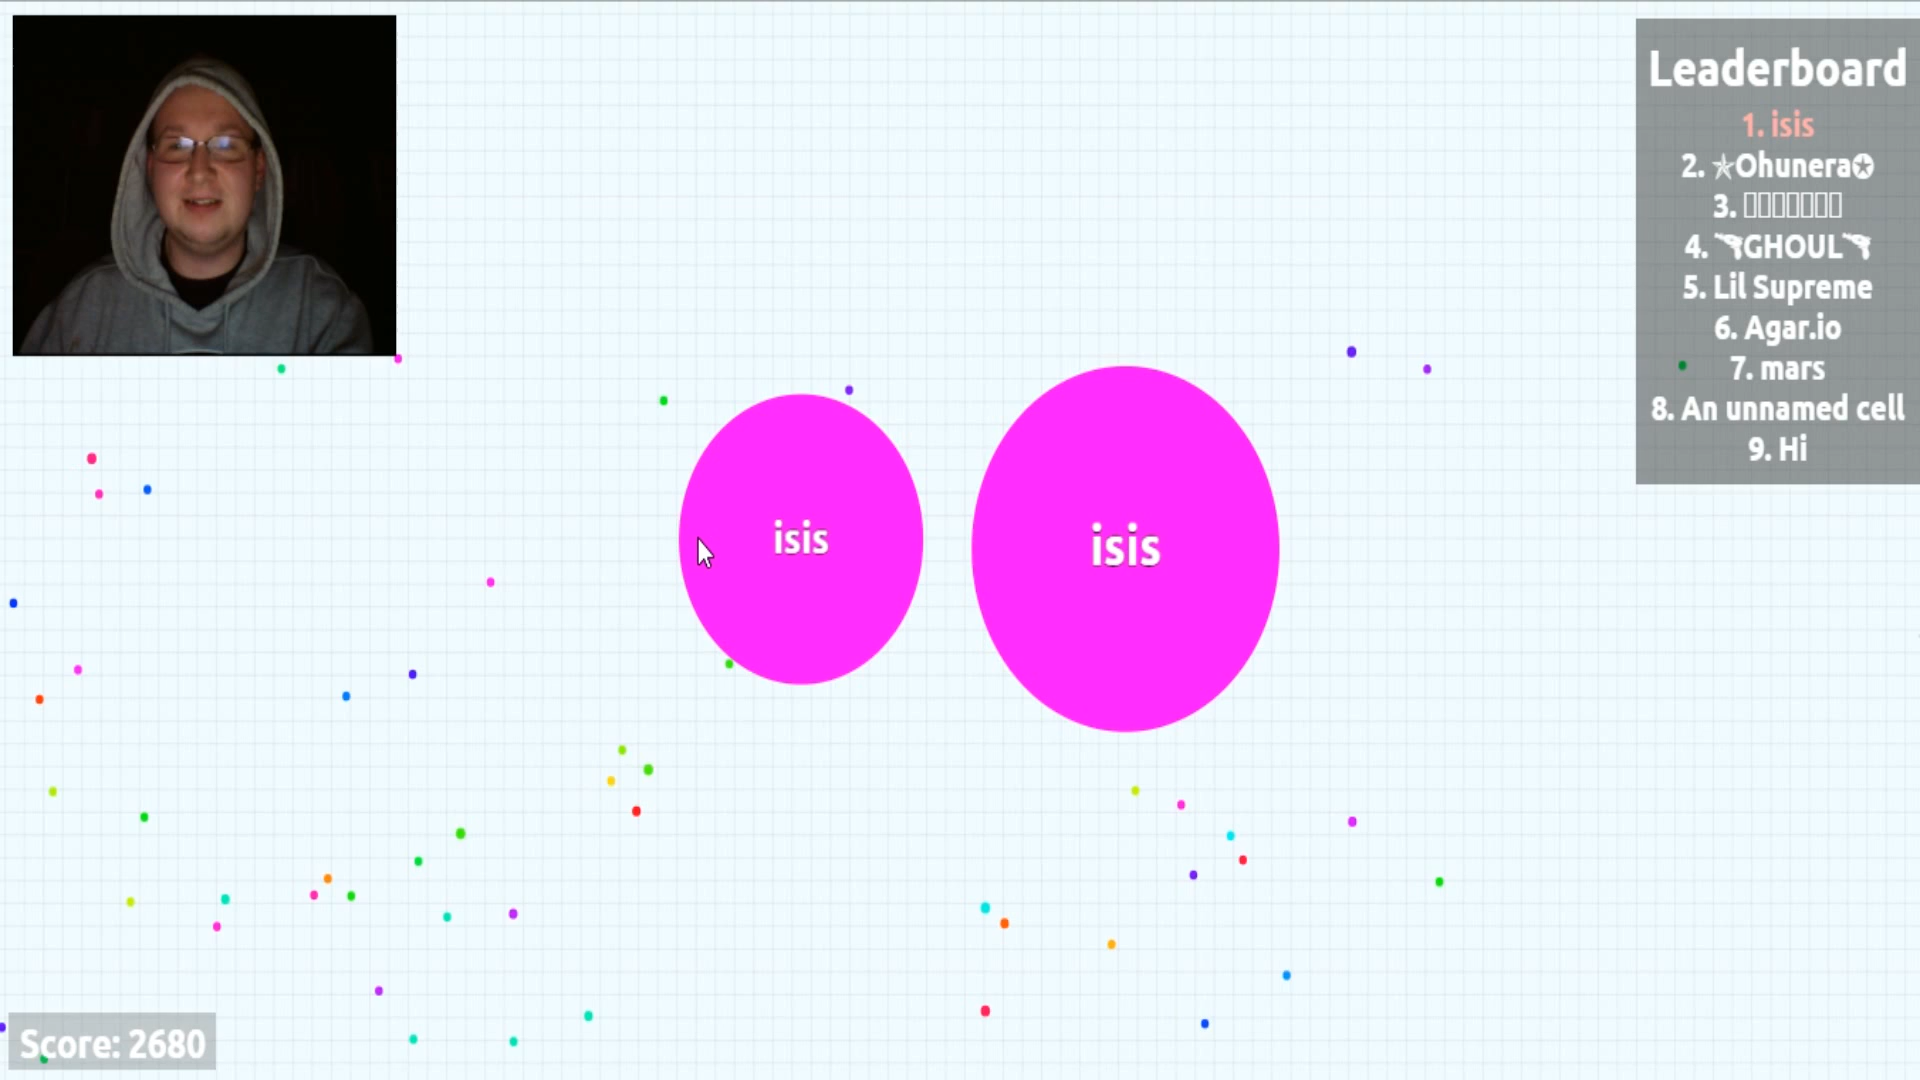 Leaderboard
1. isis
2. ✯Ohunera✪
3.
4. GHOUL
5. Lil Supreme
6. Agar.io
7. mars
8. An unnamed cell
9. Hi
isis
isis
Score: 2680